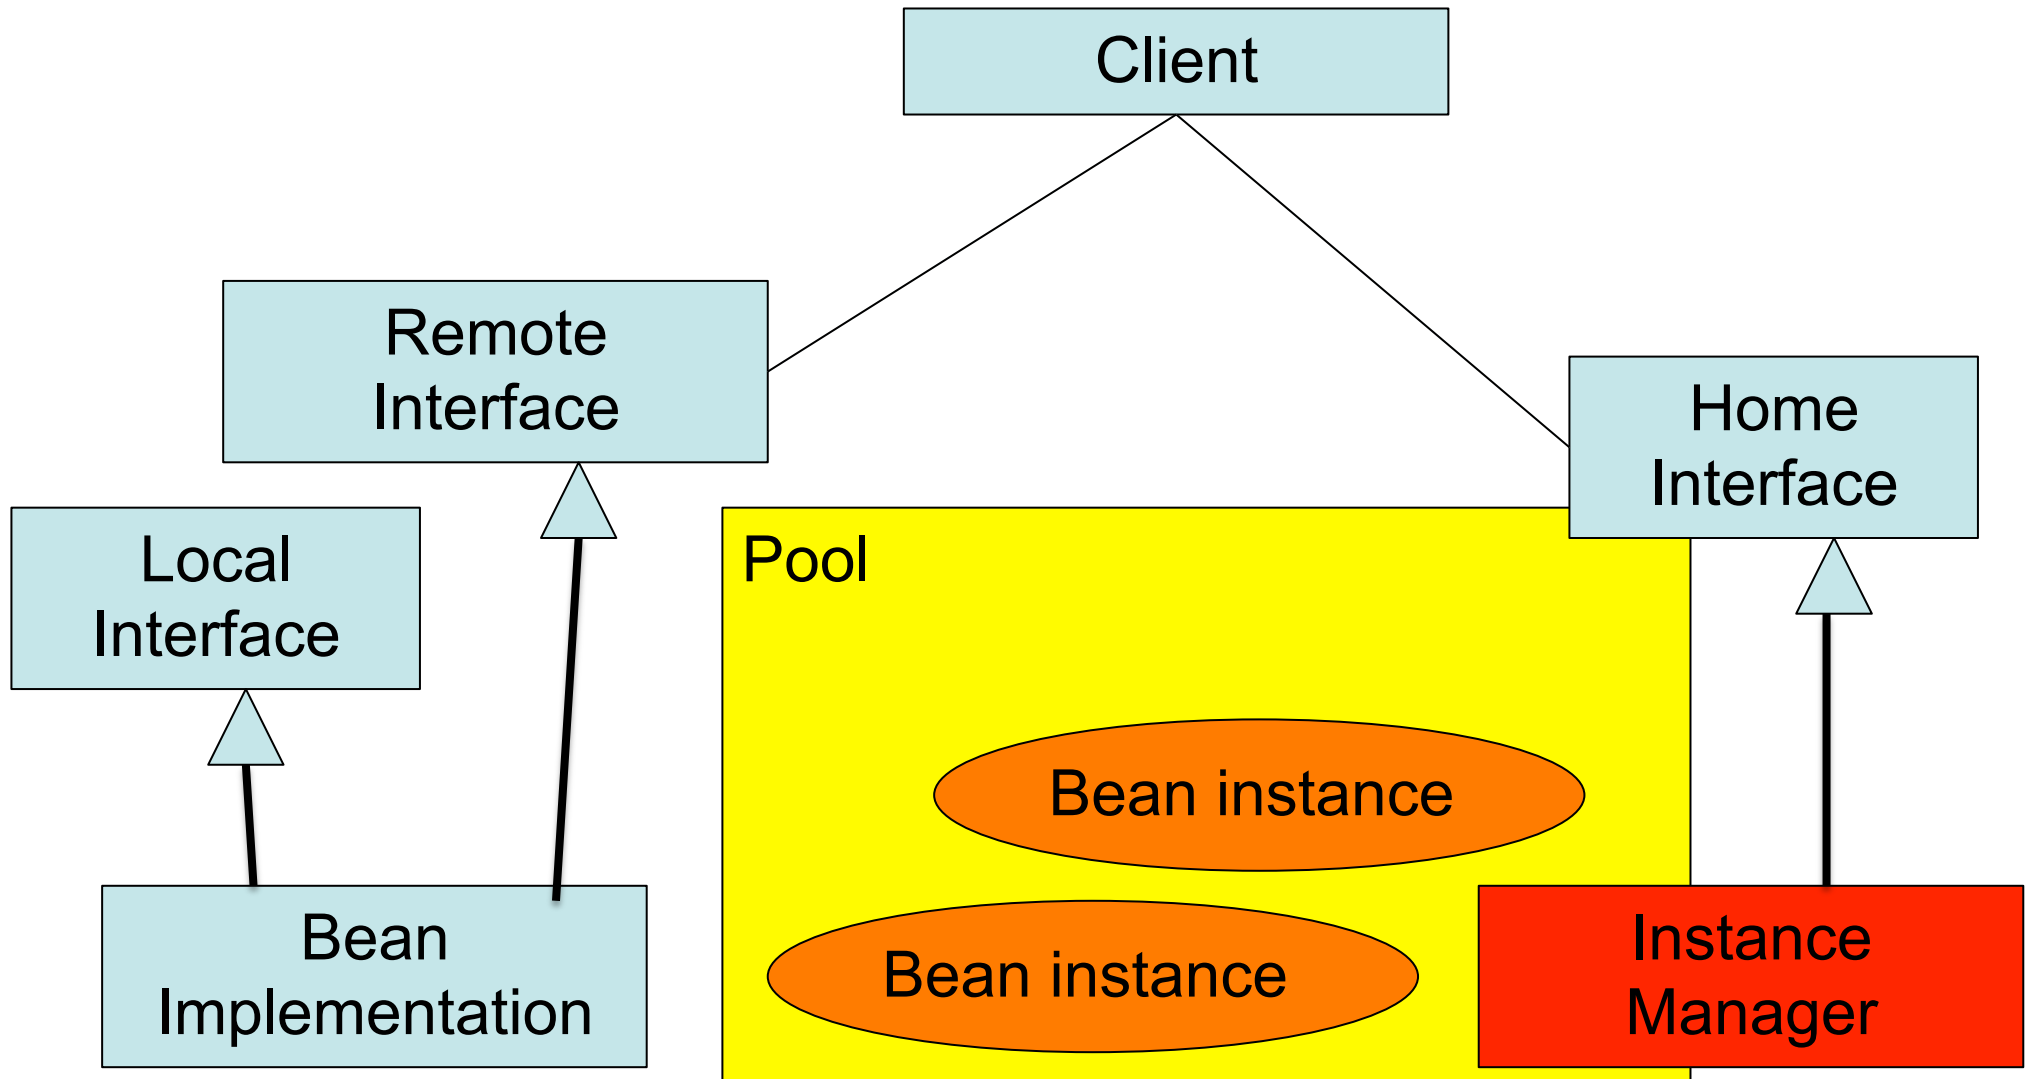 Client
Remote
Interface
Home
Interface
Local
Interface
Pool
Bean instance
Bean instance
Bean
Implementation
Instance
Manager